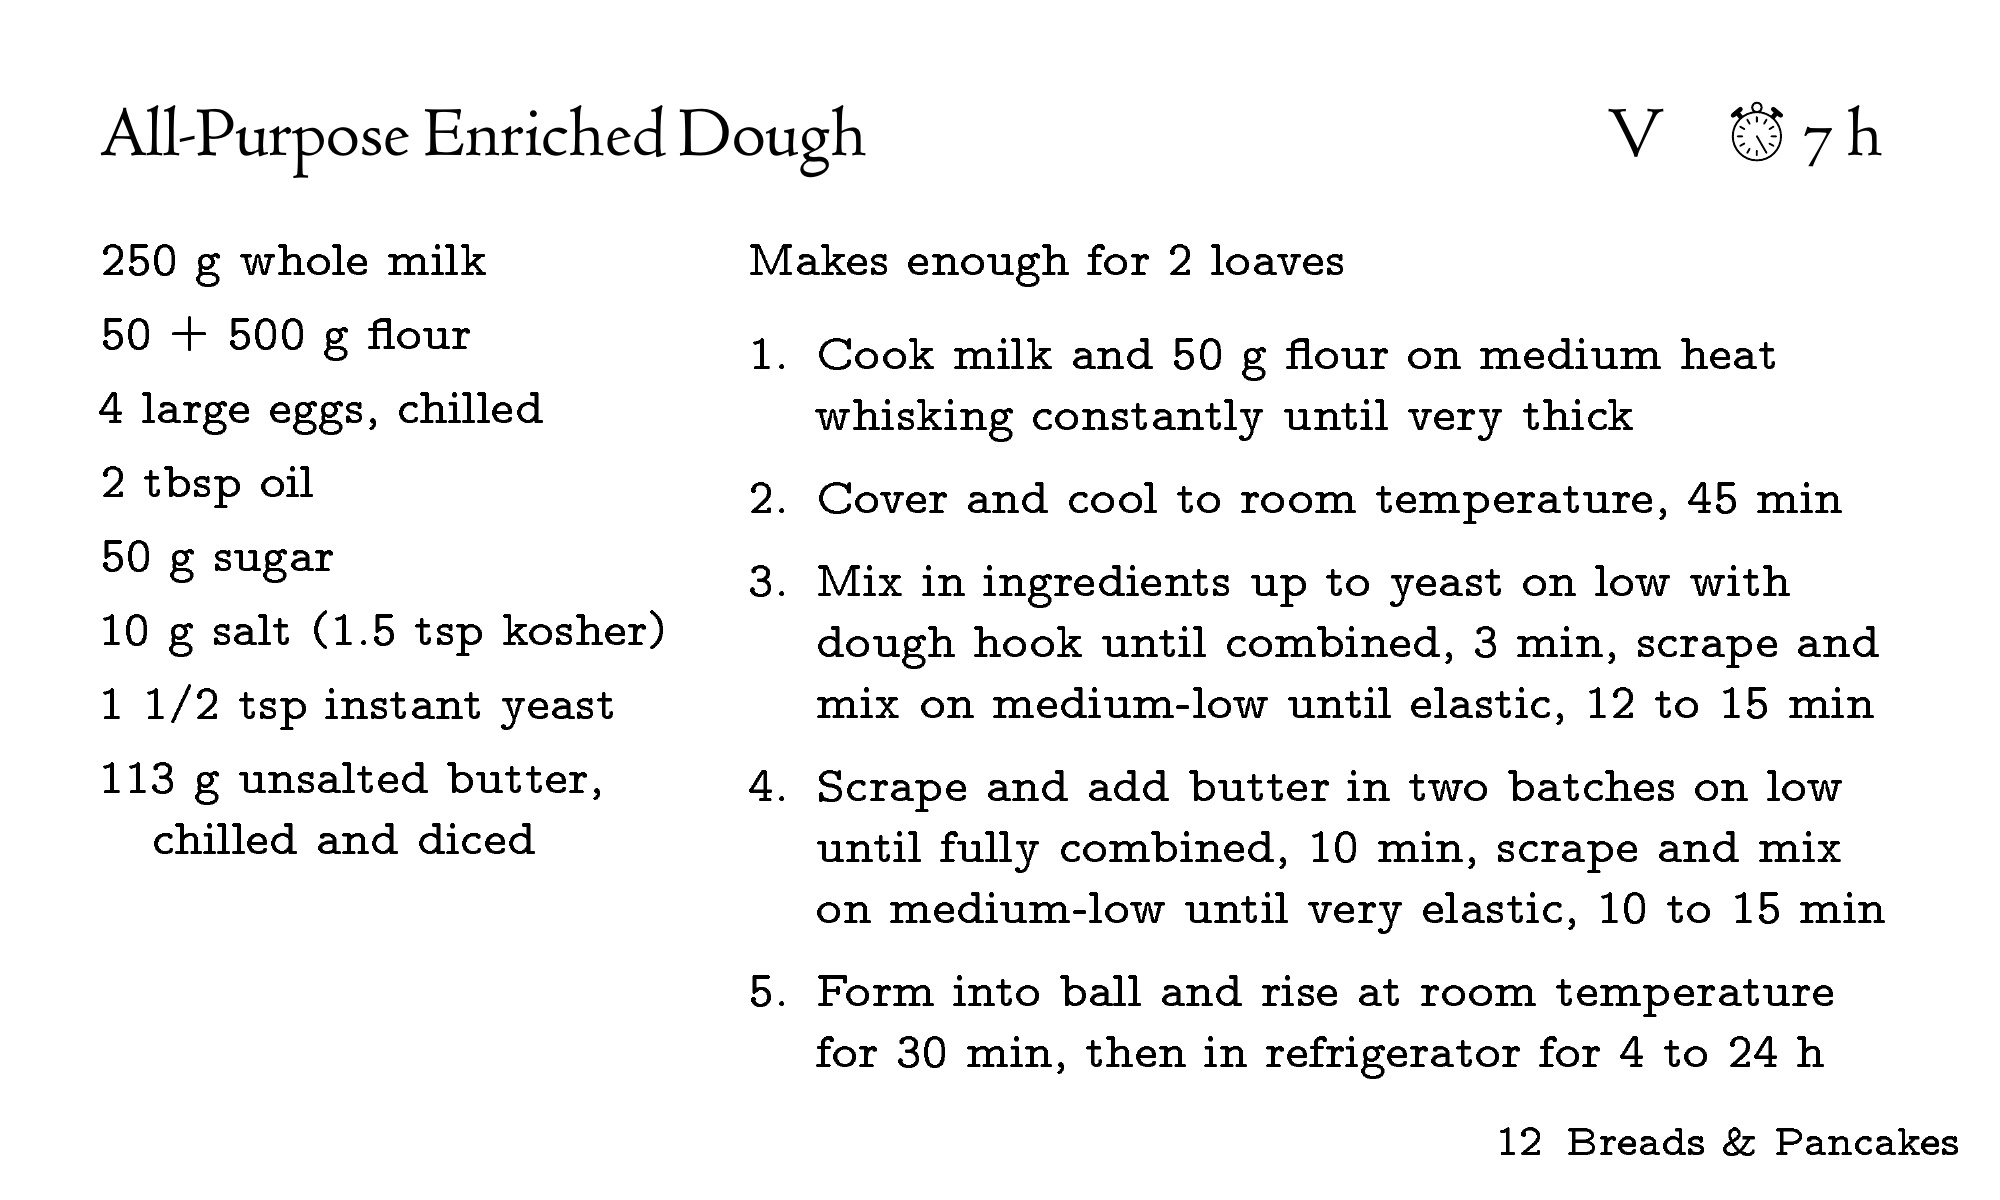 All-Purpose Enriched Dough
V 7 h
250 g whole milk
50 + 500 g flour
4 large eggs, chilled
2 tbsp oil
50 g sugar
10 g salt (1.5 tsp kosher)
1 1/2 tsp instant yeast
113 g unsalted butter,
chilled and diced
Makes enough for 2 loaves
1. Cook milk and 50 g flour on medium heat
whisking constantly until very thick
2. Cover and cool to room temperature, 45 min
3. Mix in ingredients up to yeast on low with
dough hook until combined, 3 min, scrape and
mix on medium-low until elastic, 12 to 15 min
4. Scrape and add butter in two batches on low
until fully combined, 10 min, scrape and mix
on medium-low until very elastic, 10 to 15 min
5. Form into ball and rise at room temperature
for 30 min, then in refrigerator for 4 to 24 h
12 Breads & Pancakes